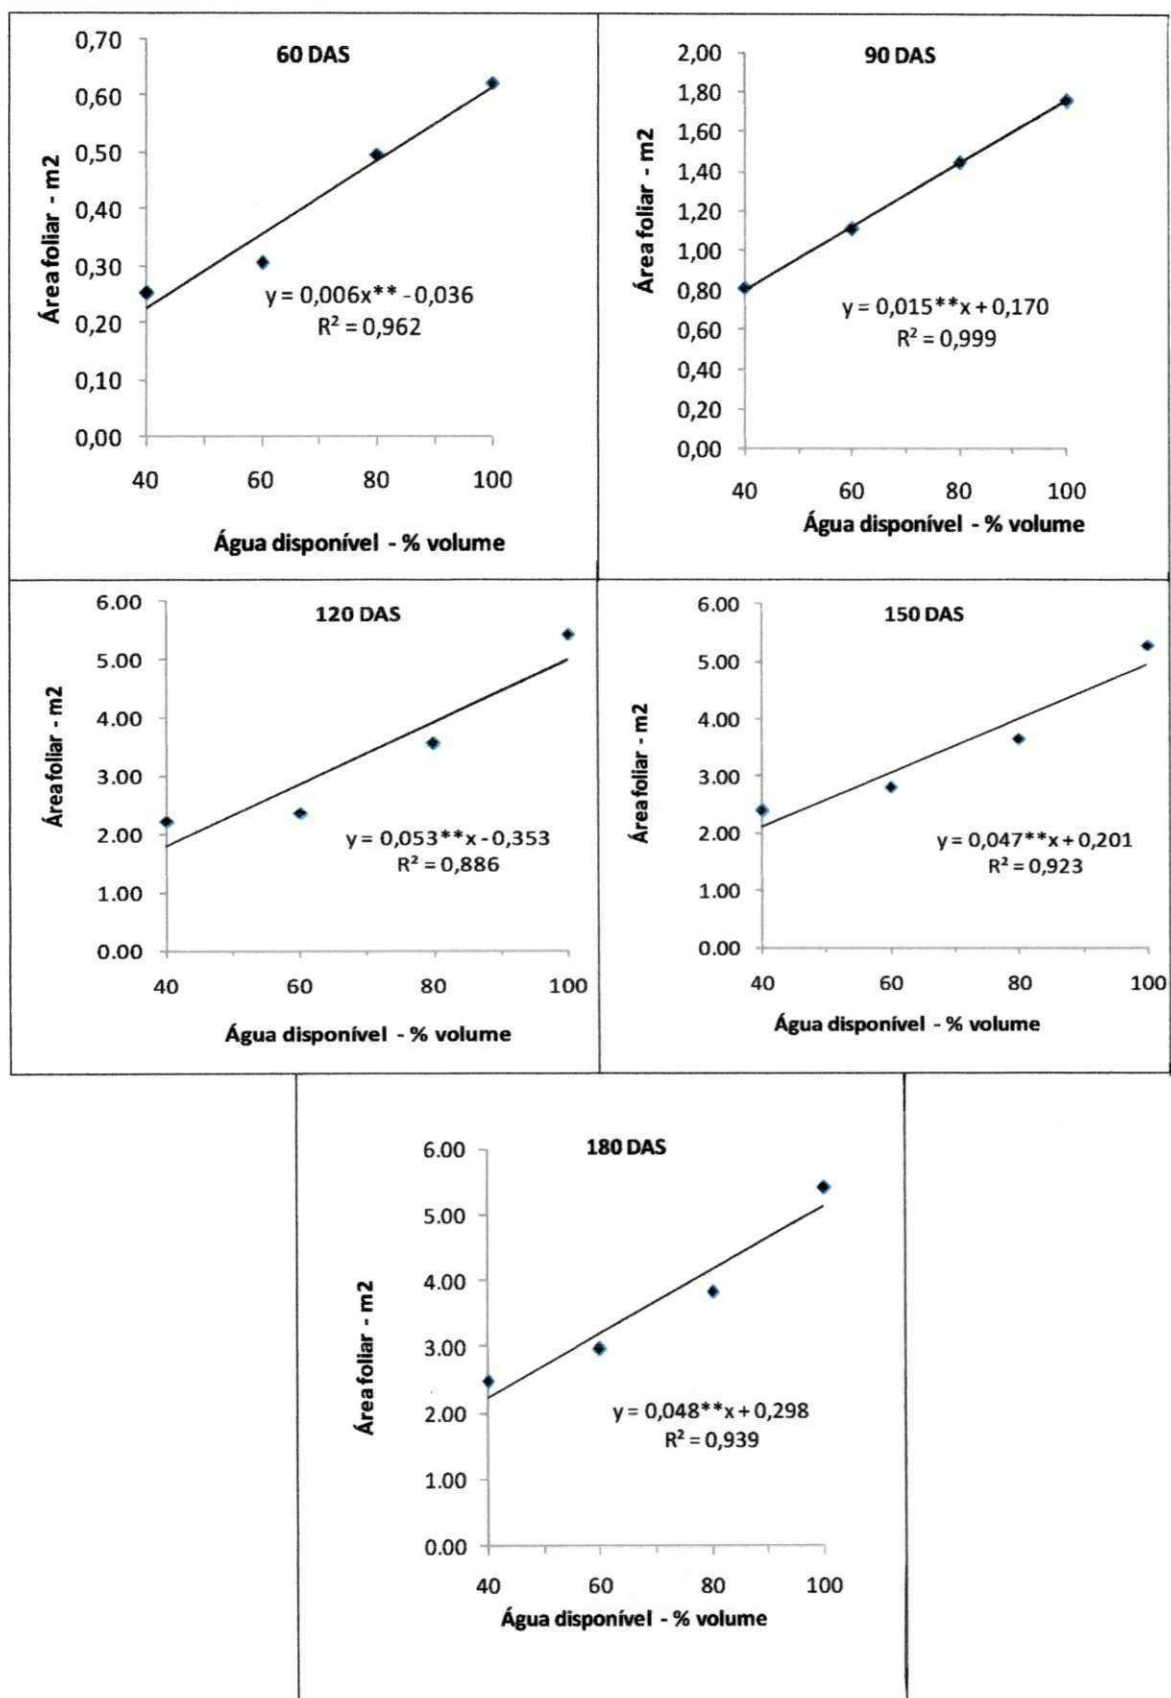 60 DAS
0,70
0,60
0,50
0,40
0,30
0,20
0,10
0,00
Área foliar - m2
y = 0,006x** - 0,036
R² = 0,962
40 60 80 100
Água disponível - % volume
90 DAS
2,00
1,80
1,60
1,40
1,20
1,00
0,80
0,60
0,40
0,20
0,00
Área foliar - m2
y = 0,015**x + 0,170
R² = 0,999
40 60 80 100
Água disponível - % volume
120 DAS
6.00
5.00
4.00
3.00
2.00
1.00
0.00
Área foliar - m2
y = 0,053**x - 0,353
R² = 0,886
40 60 80 100
Água disponível - % volume
150 DAS
6.00
5.00
4.00
3.00
2.00
1.00
0.00
Área foliar - m2
y = 0,047**x + 0,201
R² = 0,923
40 60 80 100
Água disponível - % volume
180 DAS
6.00
5.00
4.00
3.00
2.00
1.00
0.00
Área foliar - m2
y = 0,048**x + 0,298
R² = 0,939
40 60 80 100
Água disponível - % volume